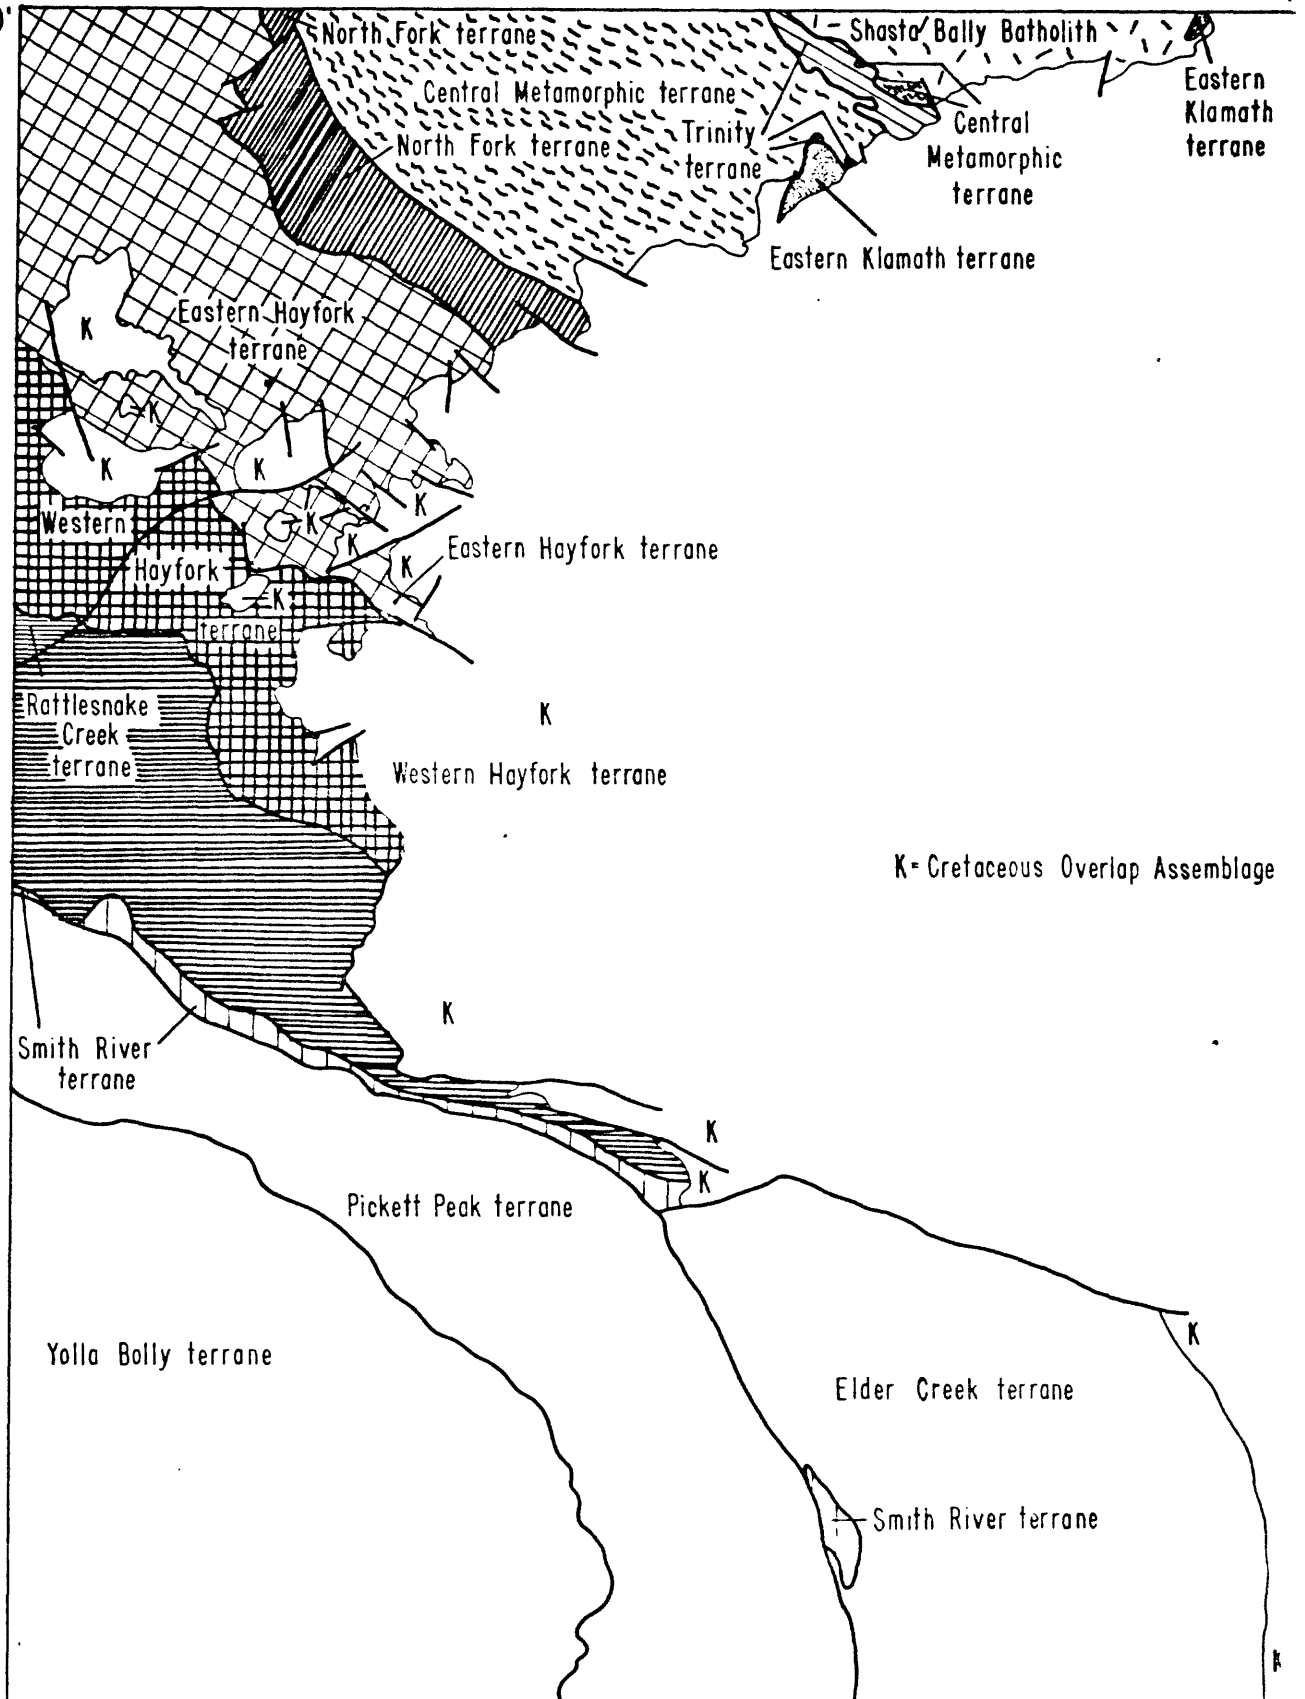 0'
North Fork terrane
Shasta Bally Batholith
Eastern
Klamath
terrane
Central Metamorphic terrane
Trinity
terrane
Central
Metamorphic
terrane
North Fork terrane
Eastern Klamath terrane
Eastern Hayfork
terrane
K
K
K
K
K
K
K
K
Western
Hayfork
terrane
Eastern Hayfork terrane
K
Rattlesnake
Creek
terrane
K
Western Hayfork terrane
K= Cretaceous Overlap Assemblage
K
Smith River
terrane
K
K
Pickett Peak terrane
K
Yolla Bolly terrane
Elder Creek terrane
Smith River terrane
K